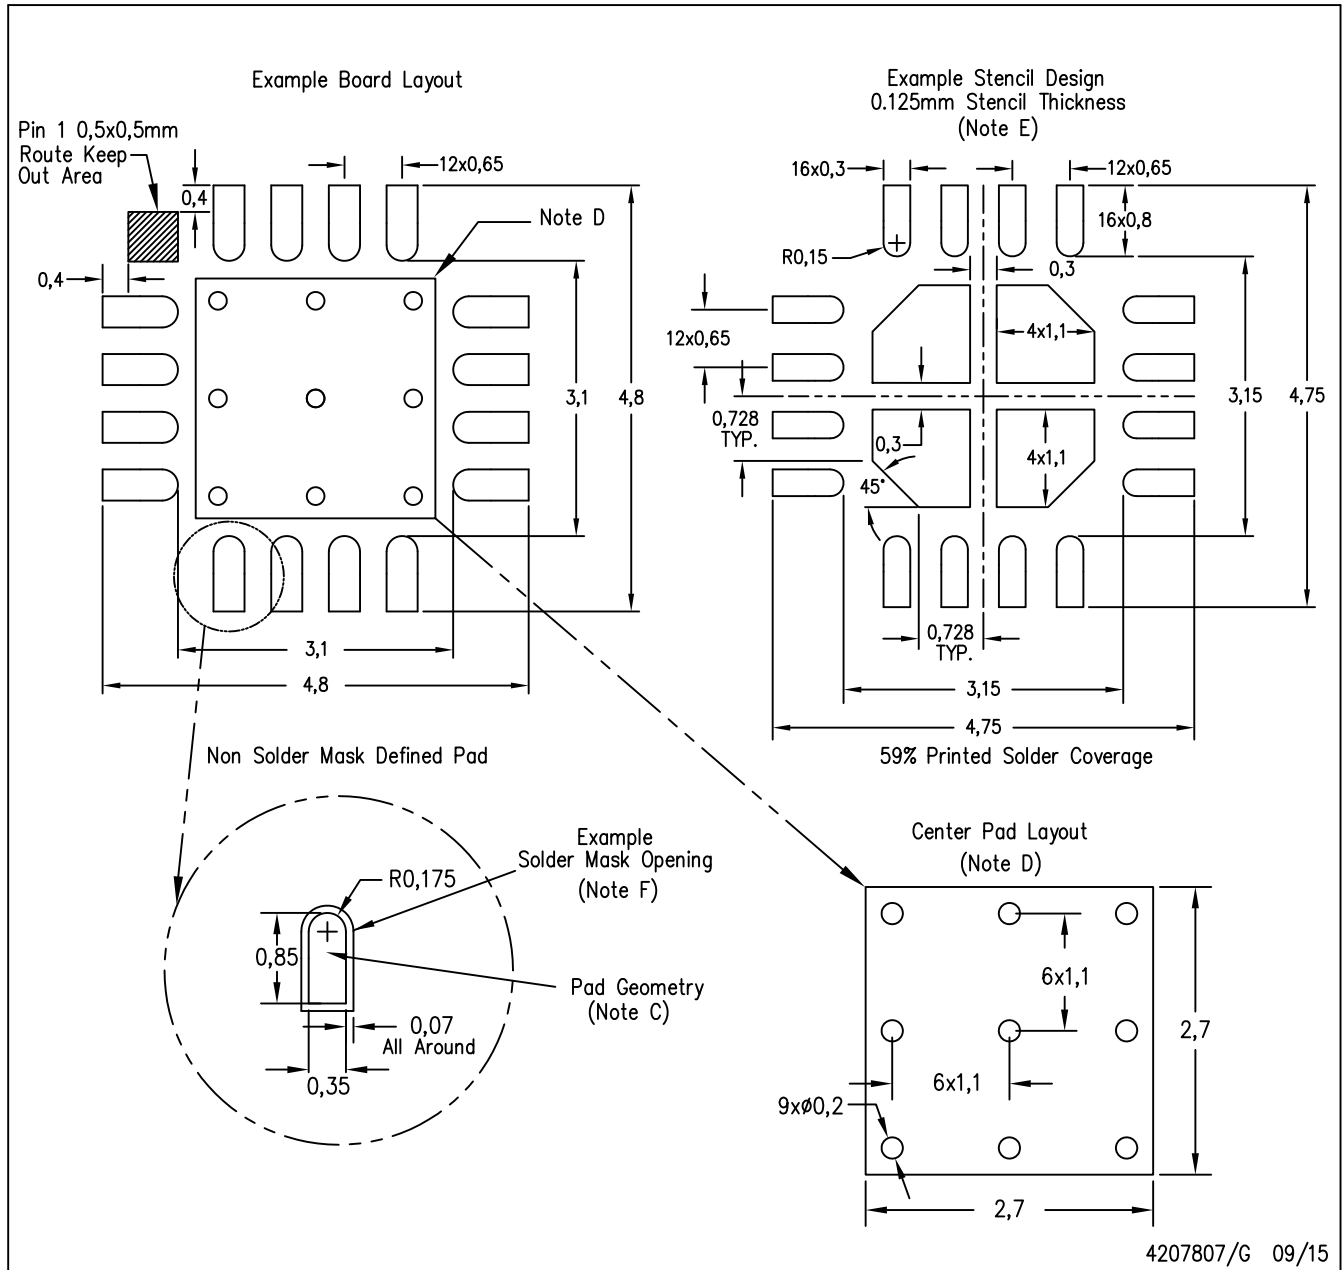 Example Board Layout
Pin 1 0,5x0,5mm
Route Keep
Out Area
0,4
12x0,65
Note D
0,4
3,1
4,8
3,1
4,8
Example Stencil Design
0.125mm Stencil Thickness
(Note E)
16x0,3
12x0,65
16x0,8
R0,15
0,3
12x0,65
4x1,1
0,728
TYP.
3,15
4,75
0,3
4x1,1
45°
0,728
TYP.
3,15
4,75
59% Printed Solder Coverage
Non Solder Mask Defined Pad
Example
Solder Mask Opening
(Note F)
R0,175
0,85
Pad Geometry
(Note C)
0,07
All Around
0,35
Center Pad Layout
(Note D)
6x1,1
2,7
6x1,1
9xø0,2
2,7
4207807/G 09/15